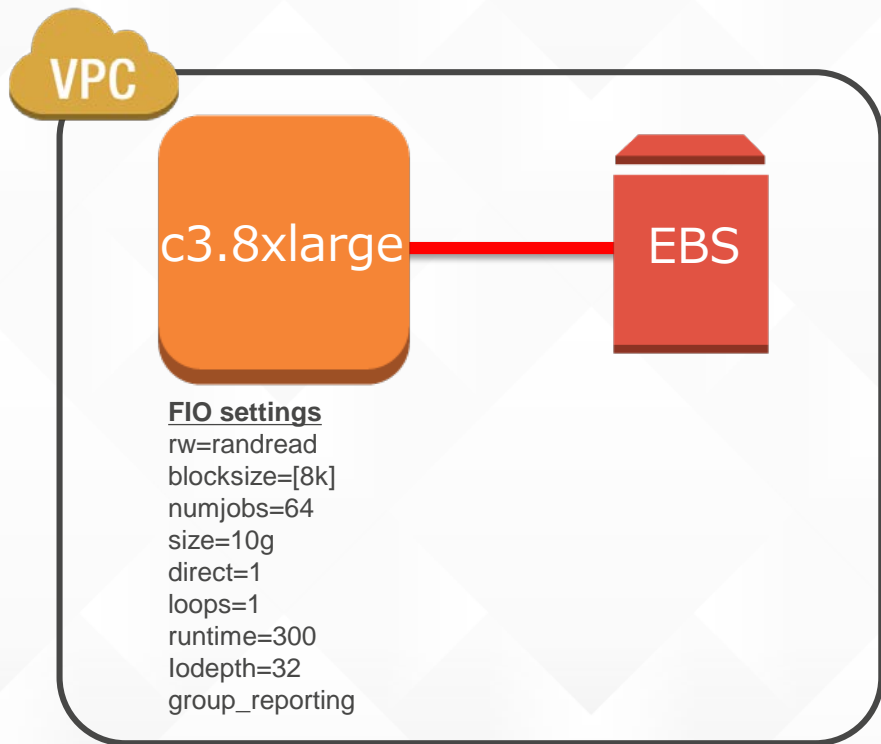 VPC
c3.8xlarge
EBS
FIO settings
rw=randread
blocksize=[8k]
numjobs=64
size=10g
direct=1
loops=1
runtime=300
Iodepth=32
group_reporting